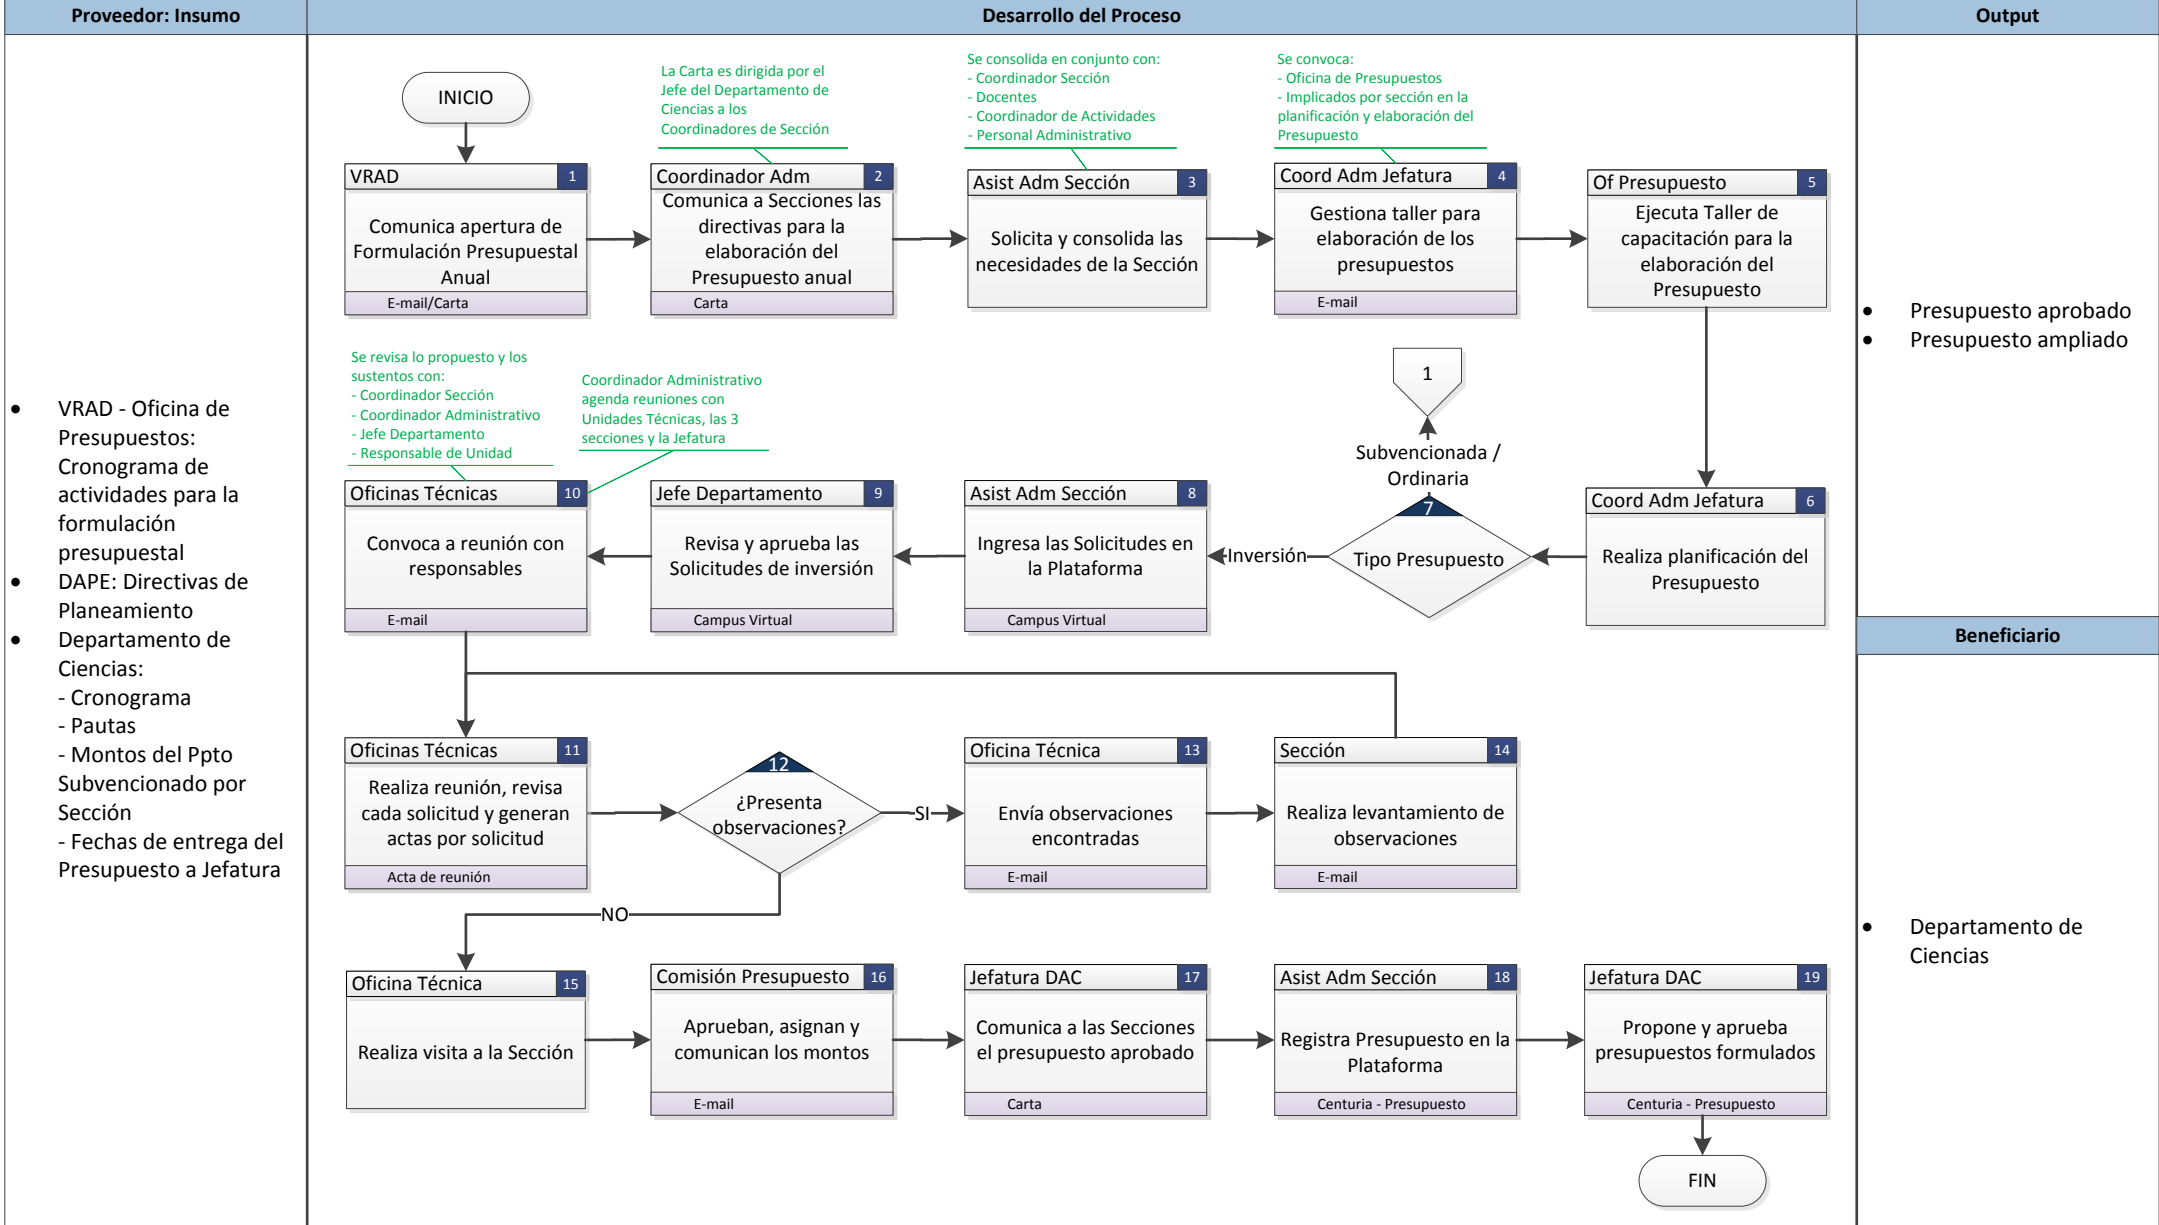 Proveedor: Insumo
Desarrollo del Proceso
Output
INICIO
La Carta es dirigida por el
Jefe del Departamento de
Ciencias a los
Coordinadores de Sección
Se consolida en conjunto con:
- Coordinador Sección
- Docentes
- Coordinador de Actividades
- Personal Administrativo
Se convoca:
- Oficina de Presupuestos
- Implicados por sección en la
planificación y elaboración del
Presupuesto
VRAD
1
Comunica apertura de
Formulación Presupuestal
Anual
E-mail/Carta
Coordinador Adm
2
Comunica a Secciones las
directivas para la
elaboración del
Presupuesto anual
Carta
Asist Adm Sección
3
Solicita y consolida las
necesidades de la Sección
Coord Adm Jefatura
4
Gestiona taller para
elaboración de los
presupuestos
E-mail
Of Presupuesto
5
Ejecuta Taller de
capacitación para la
elaboración del
Presupuesto
Se revisa lo propuesto y los
sustentos con:
- Coordinador Sección
- Coordinador Administrativo
- Jefe Departamento
- Responsable de Unidad
Coordinador Administrativo
agenda reuniones con
Unidades Técnicas, las 3
secciones y la Jefatura
1
Subvencionada /
Ordinaria
Oficinas Técnicas
10
Convoca a reunión con
responsables
E-mail
Jefe Departamento
9
Revisa y aprueba las
Solicitudes de inversión
Campus Virtual
Asist Adm Sección
8
Ingresa las Solicitudes en
la Plataforma
Campus Virtual
Inversión
7
Tipo Presupuesto
Coord Adm Jefatura
6
Realiza planificación del
Presupuesto
Oficinas Técnicas
11
Realiza reunión, revisa
cada solicitud y generan
actas por solicitud
Acta de reunión
12
¿Presenta
observaciones?
SI
NO
Oficina Técnica
13
Envía observaciones
encontradas
E-mail
Sección
14
Realiza levantamiento de
observaciones
E-mail
Oficina Técnica
15
Realiza visita a la Sección
Comisión Presupuesto
16
Aprueban, asignan y
comunican los montos
E-mail
Jefatura DAC
17
Comunica a las Secciones
el presupuesto aprobado
Carta
Asist Adm Sección
18
Registra Presupuesto en la
Plataforma
Centuria - Presupuesto
Jefatura DAC
19
Propone y aprueba
presupuestos formulados
Centuria - Presupuesto
FIN
• VRAD - Oficina de
Presupuestos:
Cronograma de
actividades para la
formulación
presupuestal
• DAPE: Directivas de
Planeamiento
• Departamento de
Ciencias:
- Cronograma
- Pautas
- Montos del Ppto
Subvencionado por
Sección
- Fechas de entrega del
Presupuesto a Jefatura
• Presupuesto aprobado
• Presupuesto ampliado
Beneficiario
• Departamento de
Ciencias